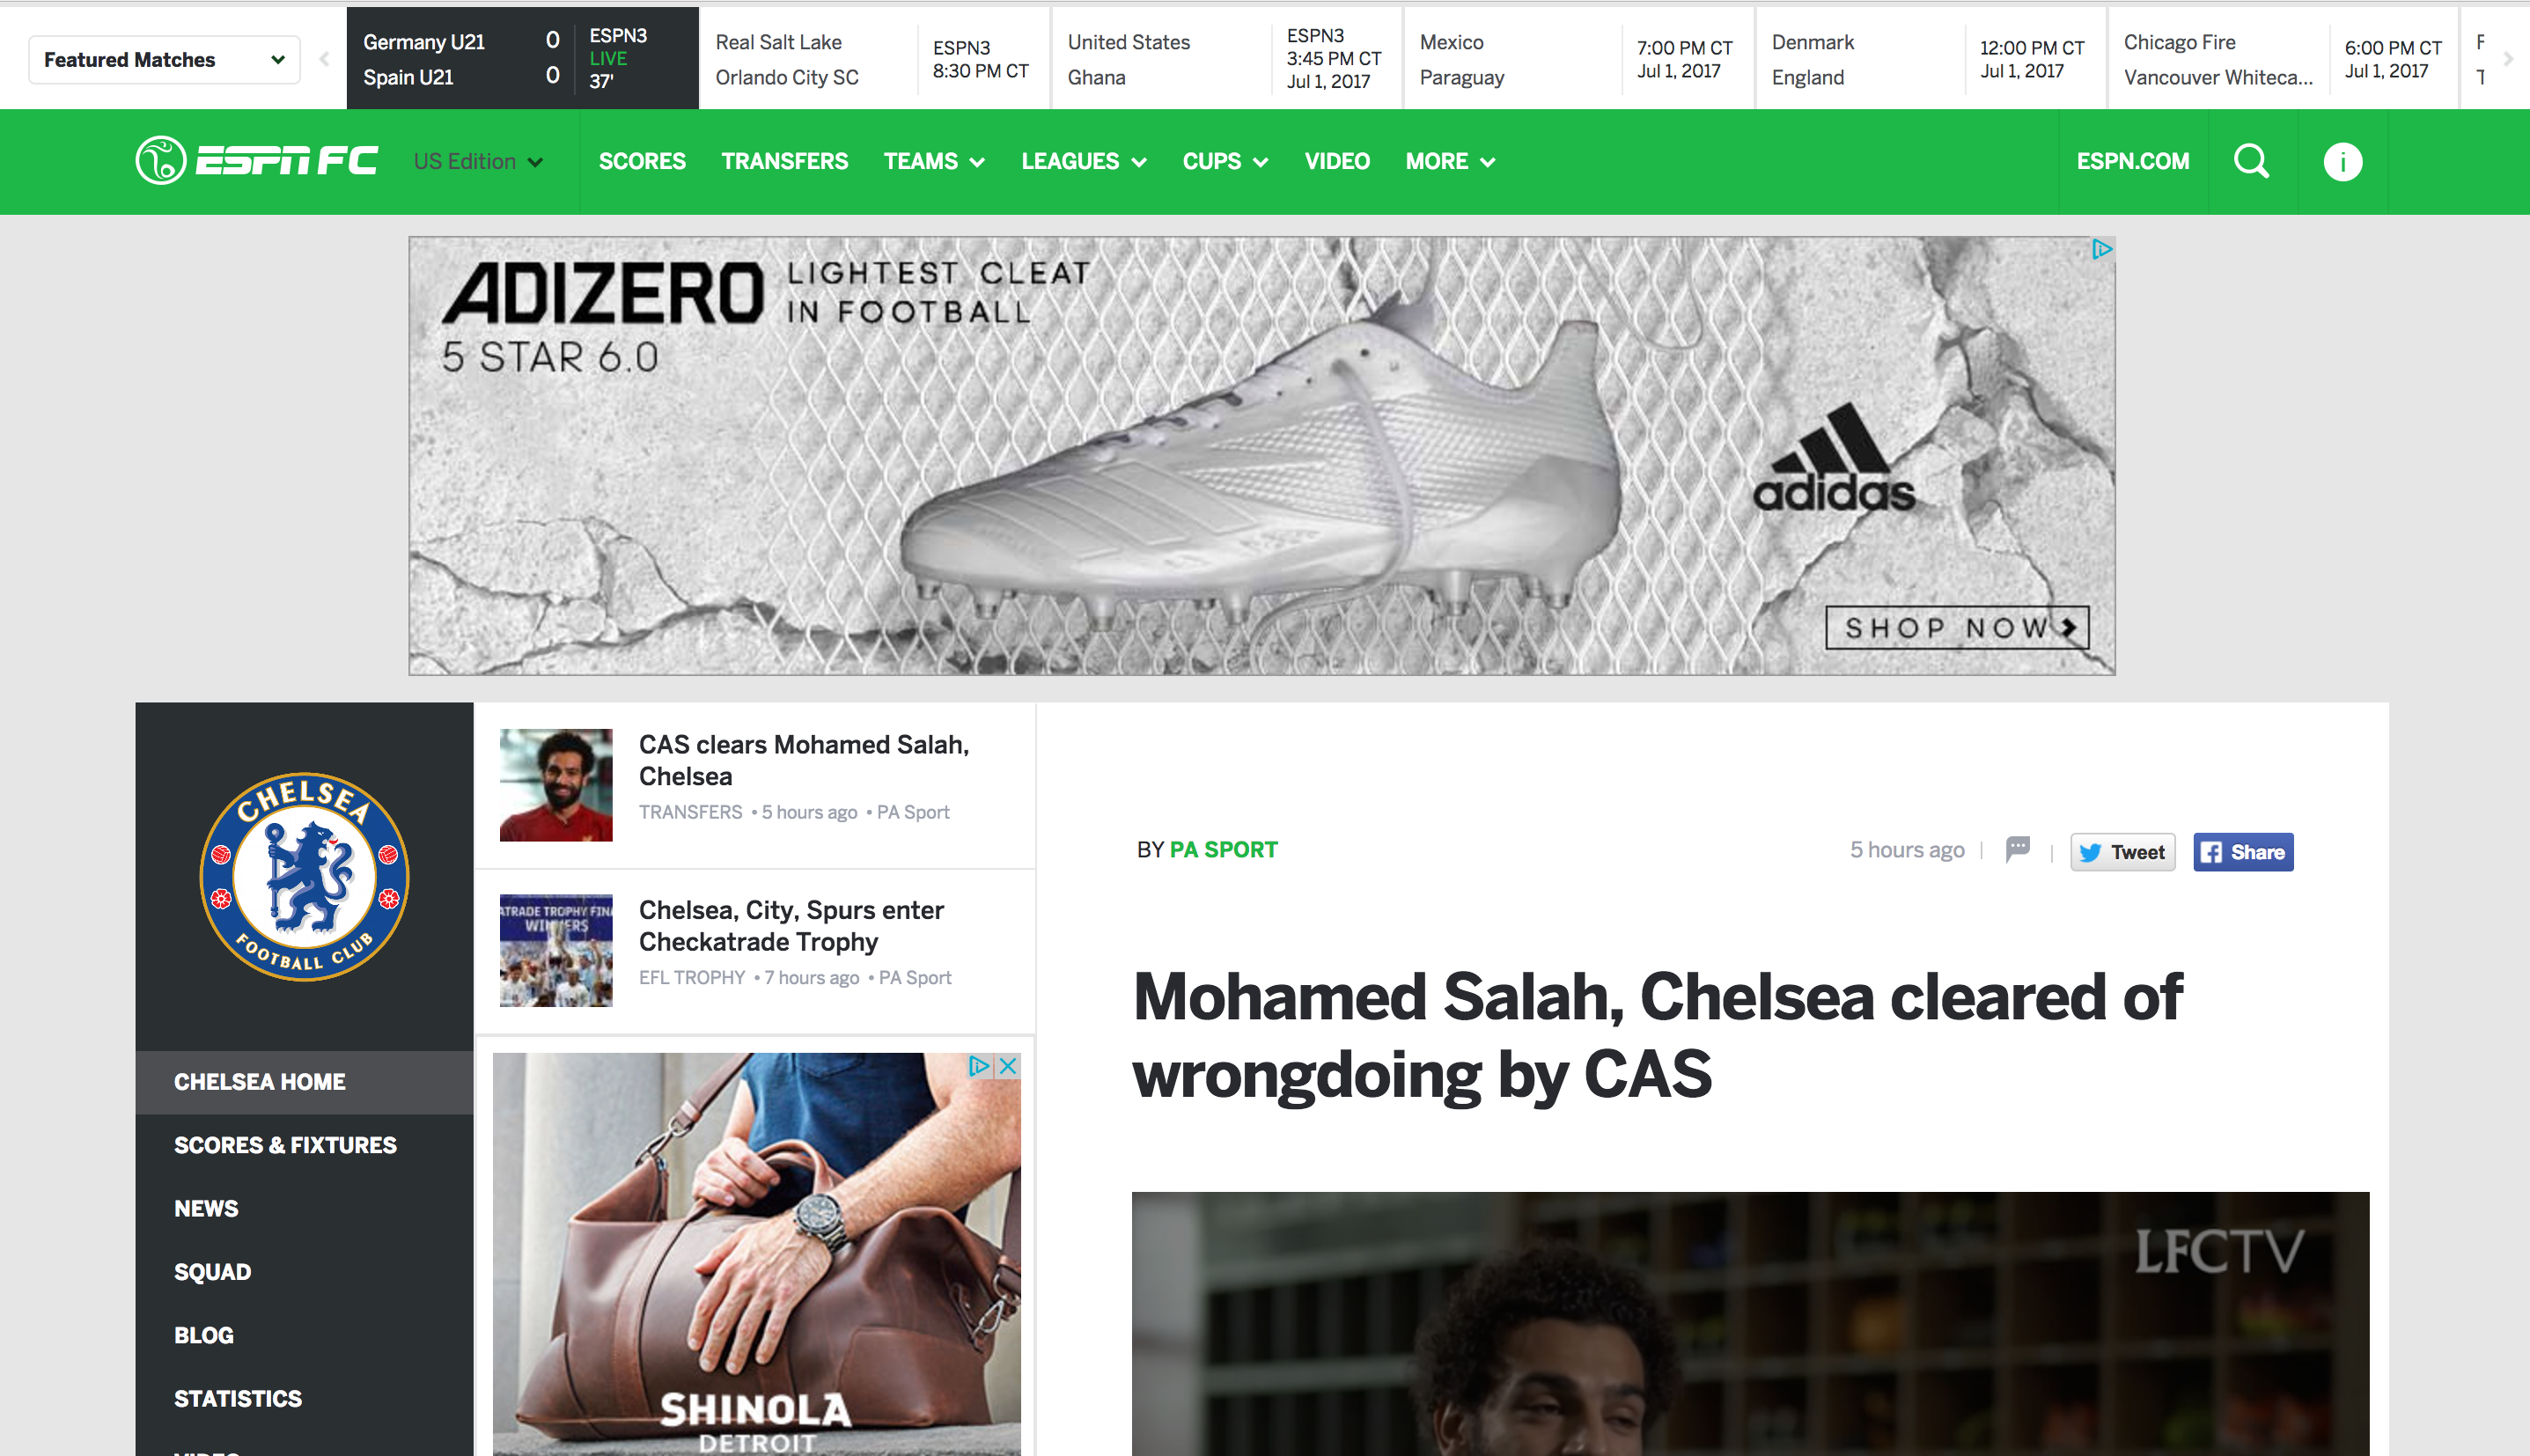 Featured Matches
Germany U21 0
Spain U21 0
ESPN3
LIVE
37'
Real Salt Lake
Orlando City SC
ESPN3
8:30 PM CT
United States
Ghana
ESPN3
3:45 PM CT
Jul 1, 2017
Mexico
Paraguay
7:00 PM CT
Jul 1, 2017
Denmark
England
12:00 PM CT
Jul 1, 2017
Chicago Fire
Vancouver Whiteca...
6:00 PM CT
Jul 1, 2017
ESPN FC US Edition SCORES TRANSFERS TEAMS LEAGUES CUPS VIDEO MORE ESPN.COM
ADIZERO
5 STAR 6.0
LIGHTEST CLEAT
IN FOOTBALL
adidas
SHOP NOW
CHELSEA
FOOTBALL CLUB
CHELSEA HOME
SCORES & FIXTURES
NEWS
SQUAD
BLOG
STATISTICS
VIDEO
CAS clears Mohamed Salah,
Chelsea
TRANSFERS • 5 hours ago • PA Sport
ATRADE TROPHY FIN
WINNERS
Chelsea, City, Spurs enter
Checkatrade Trophy
EFL TROPHY • 7 hours ago • PA Sport
SHINOLA
DETROIT
BY PA SPORT
5 hours ago | | Tweet Share
Mohamed Salah, Chelsea cleared of
wrongdoing by CAS
LFCTV